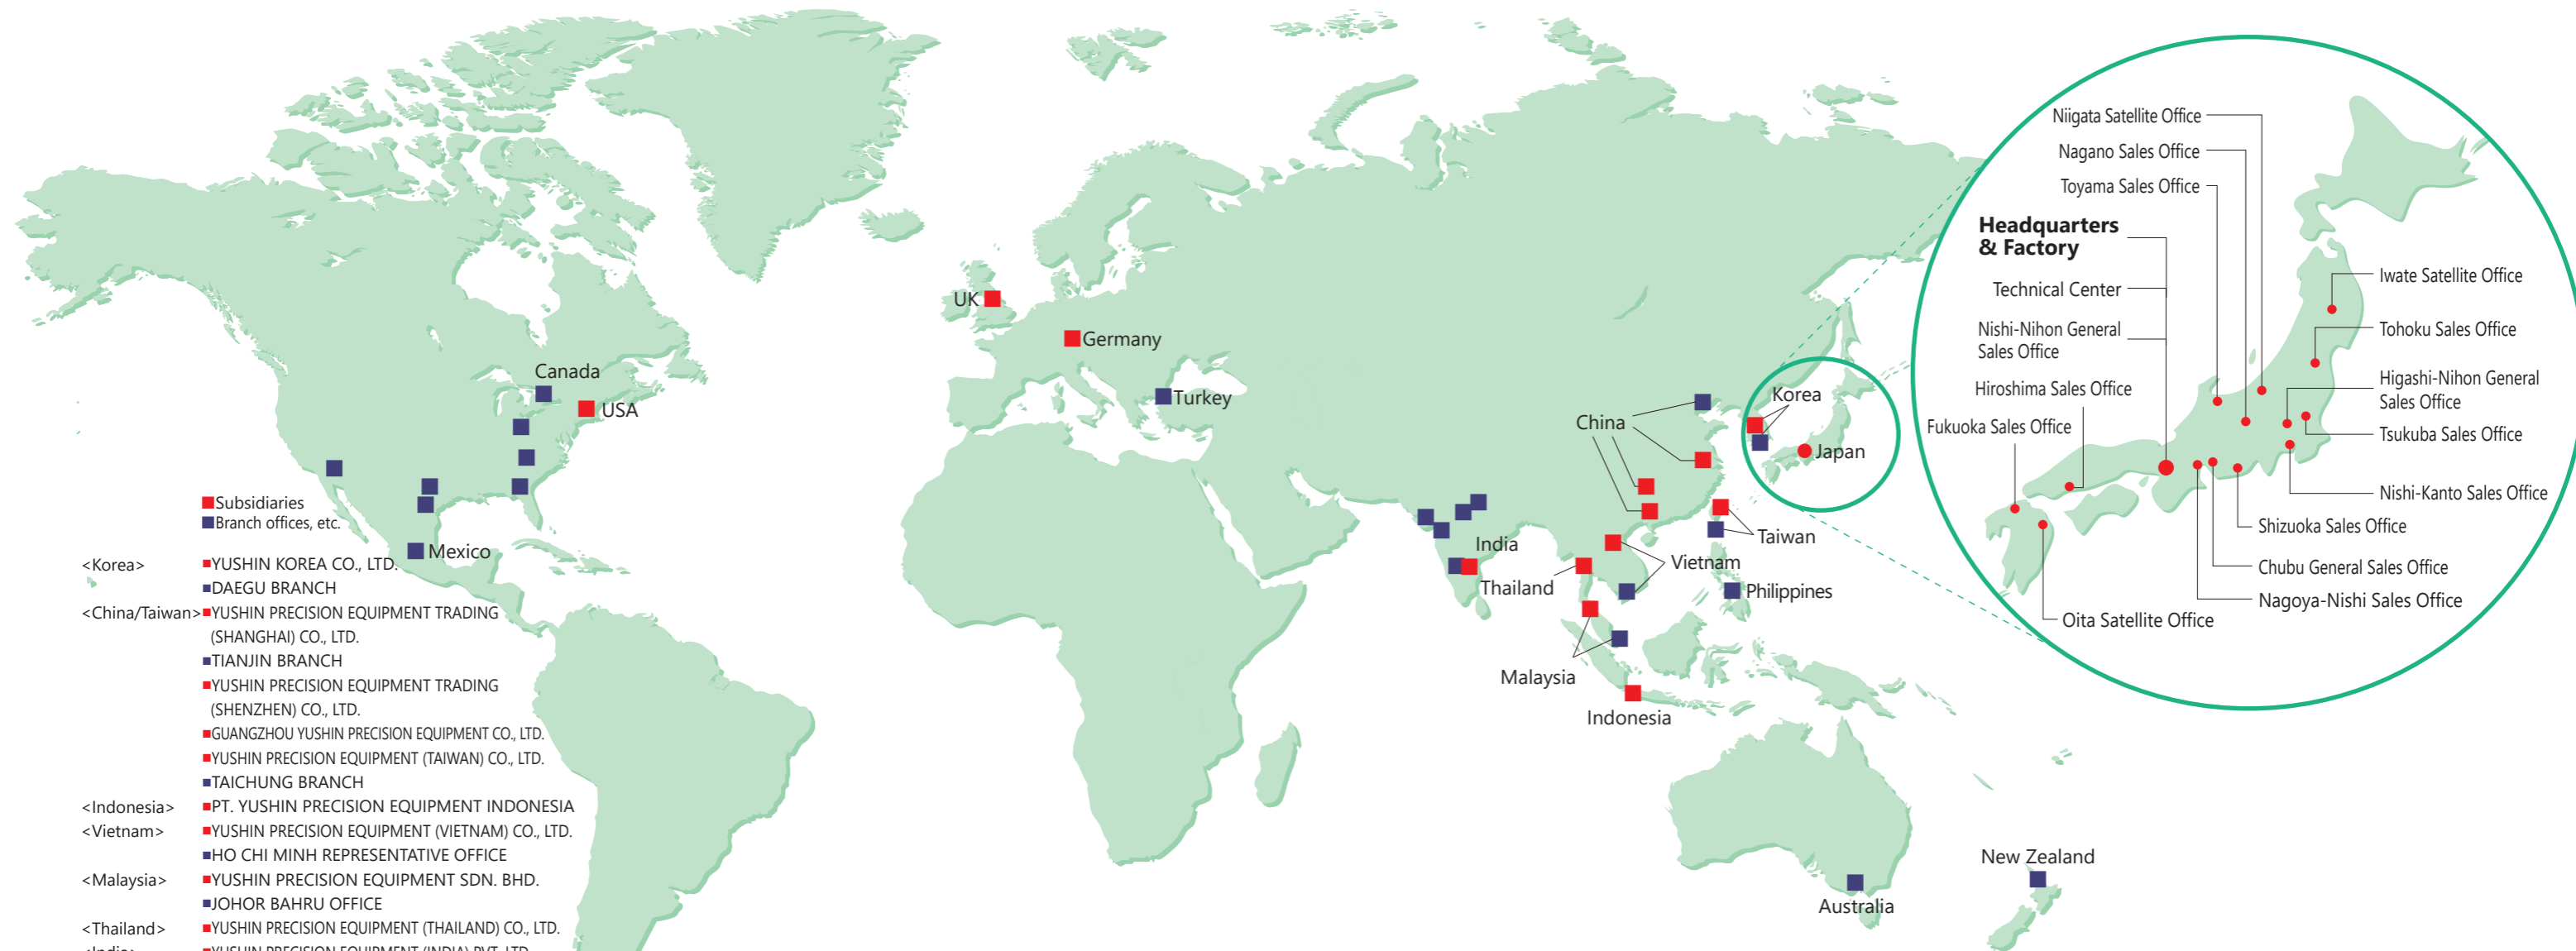 Canada
USA
Mexico
UK
Germany
Turkey
China
Korea
Japan
Taiwan
India
Thailand
Vietnam
Philippines
Malaysia
Indonesia
Australia
New Zealand
Niigata Satellite Office
Nagano Sales Office
Toyama Sales Office
Headquarters
& Factory
Technical Center
Nishi-Nihon General
Sales Office
Hiroshima Sales Office
Fukuoka Sales Office
Iwate Satellite Office
Tohoku Sales Office
Higashi-Nihon General
Sales Office
Tsukuba Sales Office
Nishi-Kanto Sales Office
Shizuoka Sales Office
Chubu General Sales Office
Nagoya-Nishi Sales Office
Oita Satellite Office
■Subsidiaries
■Branch offices, etc.
<Korea> ■YUSHIN KOREA CO., LTD.
■DAEGU BRANCH
<China/Taiwan> ■YUSHIN PRECISION EQUIPMENT TRADING
(SHANGHAI) CO., LTD.
■TIANJIN BRANCH
■YUSHIN PRECISION EQUIPMENT TRADING
(SHENZHEN) CO., LTD.
■GUANGZHOU YUSHIN PRECISION EQUIPMENT CO., LTD.
■YUSHIN PRECISION EQUIPMENT (TAIWAN) CO., LTD.
■TAICHUNG BRANCH
<Indonesia> ■PT. YUSHIN PRECISION EQUIPMENT INDONESIA
<Vietnam> ■YUSHIN PRECISION EQUIPMENT (VIETNAM) CO., LTD.
■HO CHI MINH REPRESENTATIVE OFFICE
<Malaysia> ■YUSHIN PRECISION EQUIPMENT SDN. BHD.
■JOHOR BAHRU OFFICE
<Thailand> ■YUSHIN PRECISION EQUIPMENT (THAILAND) CO., LTD.
<India> ■YUSHIN PRECISION EQUIPMENT (INDIA) PVT. LTD.